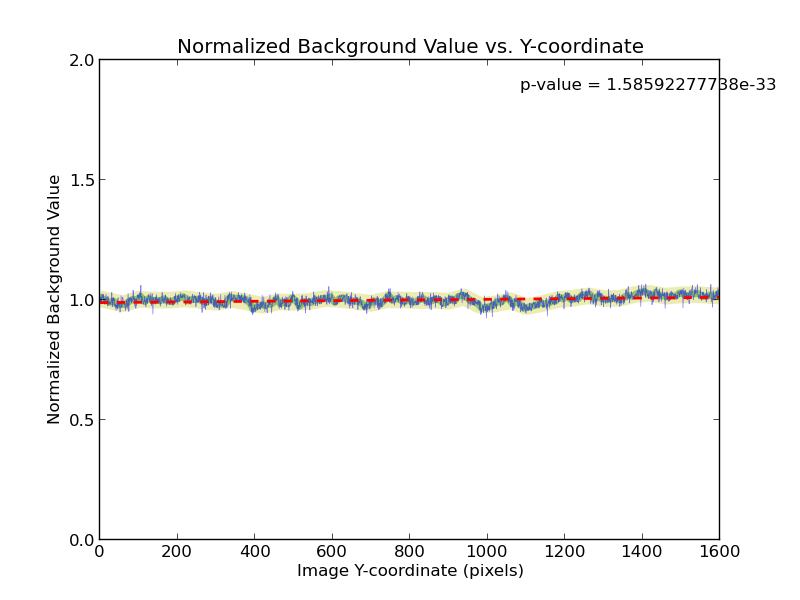 Normalized Background Value vs. Y-coordinate
p-value = 1.58592277738e-33
2.0
1.5
1.0
0.5
0.0
Normalized Background Value
0 200 400 600 800 1000 1200 1400 1600
Image Y-coordinate (pixels)